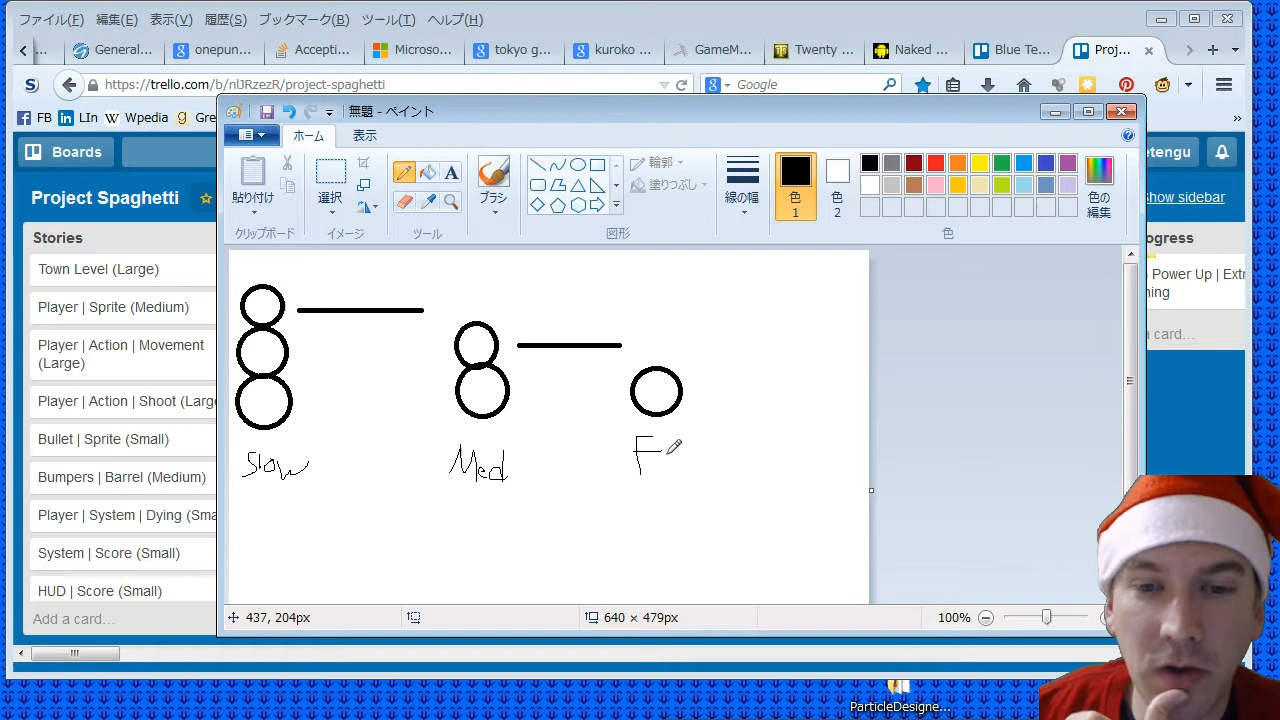 ファイル(F) 編集(E) 表示(V) 履歴(S) ブックマーク(B) ツール(T) ヘルプ(H)
... General... onepun... Accepti... Microso... tokyo g... kuroko ... GameM... Twenty ... Naked ... Blue Te... Proj...
https://trello.com/b/nlJRzezR/project-spaghetti
Google
FB LIn Wpedia Gre
無題 - ペイント
ホーム 表示
Boards
etengu
貼り付け 選択 ブラシ 輪郭 塗りつぶし 線の幅 色 1 色 2 色の編集
クリップボード イメージ ツール 図形 色
Project Spaghetti
Show sidebar
Stories
Town Level (Large)
Player | Sprite (Medium)
Player | Action | Movement
(Large)
Player | Action | Shoot (Larg
Bullet | Sprite (Small)
Bumpers | Barrel (Medium)
Player | System | Dying (Sma
System | Score (Small)
HUD | Score (Small)
Add a card...
ogress
Power Up | Extr
ning
a card...
Slow Med F
437, 204px 640 × 479px 100%
ParticleDesigne...